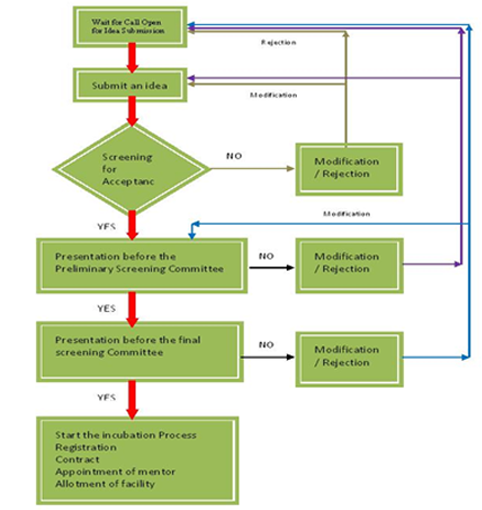 Wait for Call Open
for Idea Submission
Rejection
Submit an idea
Modification
Screening
for
Acceptanc
NO
Modification
/ Rejection
YES
Modification
Presentation before the
Preliminary Screening Committee
NO
Modification
/ Rejection
YES
Presentation before the final
screening Committee
NO
Modification
/ Rejection
YES
Start the incubation Process
Registration
Contract
Appointment of mentor
Allotment of facility